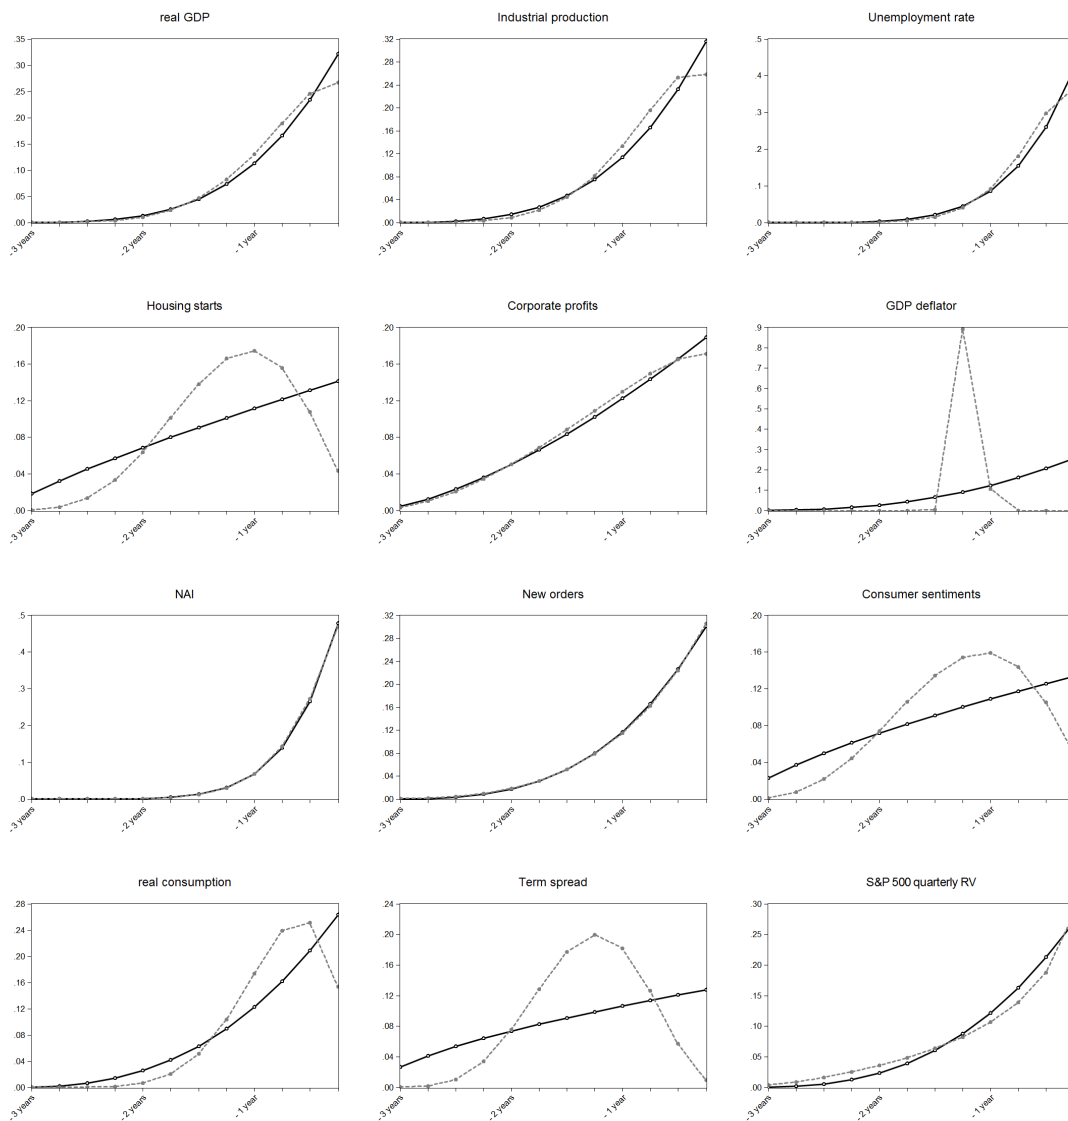 real GDP
.35
.30
.25
.20
.15
.10
.05
.00
- 3 years
- 2 years
- 1 year
Industrial production
.32
.28
.24
.20
.16
.12
.08
.04
.00
- 3 years
- 2 years
- 1 year
Unemployment rate
.5
.4
.3
.2
.1
.0
- 3 years
- 2 years
- 1 year
Housing starts
.20
.16
.12
.08
.04
.00
- 3 years
- 2 years
- 1 year
Corporate profits
.20
.16
.12
.08
.04
.00
- 3 years
- 2 years
- 1 year
GDP deflator
.9
.8
.7
.6
.5
.4
.3
.2
.1
.0
- 3 years
- 2 years
- 1 year
NAI
.5
.4
.3
.2
.1
.0
- 3 years
- 2 years
- 1 year
New orders
.32
.28
.24
.20
.16
.12
.08
.04
.00
- 3 years
- 2 years
- 1 year
Consumer sentiments
.20
.16
.12
.08
.04
.00
- 3 years
- 2 years
- 1 year
real consumption
.28
.24
.20
.16
.12
.08
.04
.00
- 3 years
- 2 years
- 1 year
Term spread
.24
.20
.16
.12
.08
.04
.00
- 3 years
- 2 years
- 1 year
S&P 500 quarterly RV
.30
.25
.20
.15
.10
.05
.00
- 3 years
- 2 years
- 1 year